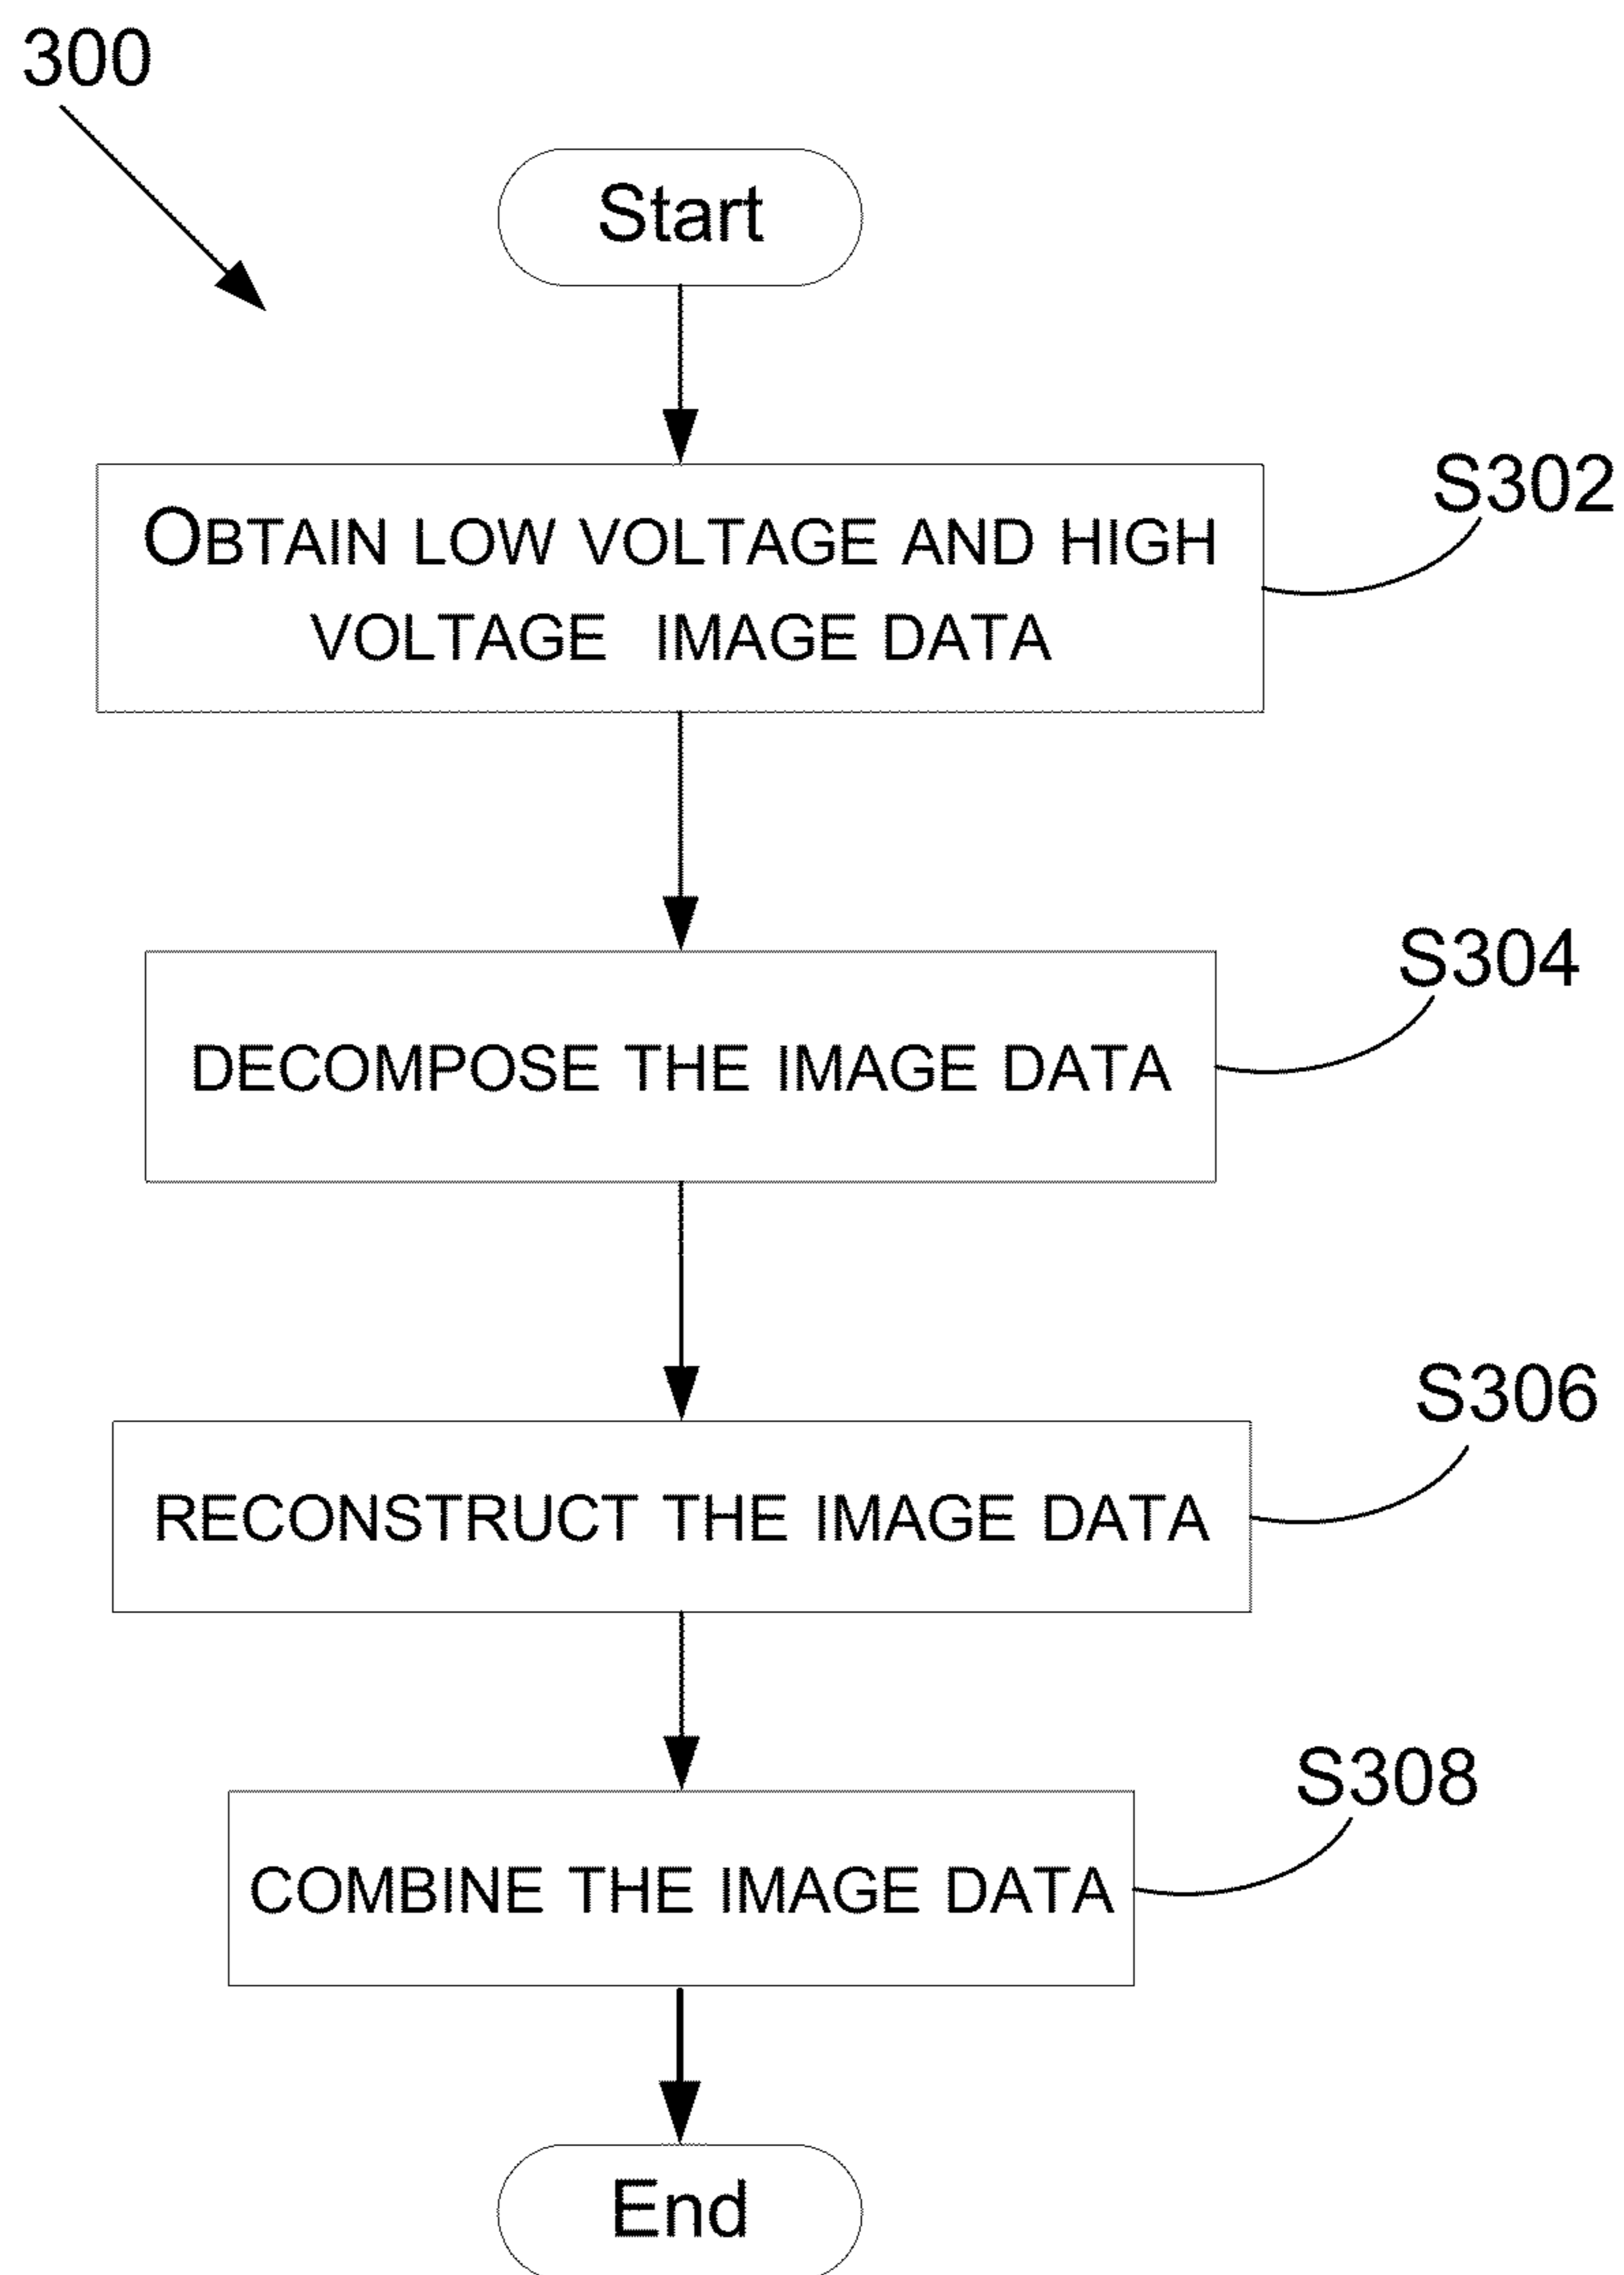 300
Start
OBTAIN LOW VOLTAGE AND HIGH
VOLTAGE IMAGE DATA
S302
DECOMPOSE THE IMAGE DATA
S304
RECONSTRUCT THE IMAGE DATA
S306
COMBINE THE IMAGE DATA
S308
End